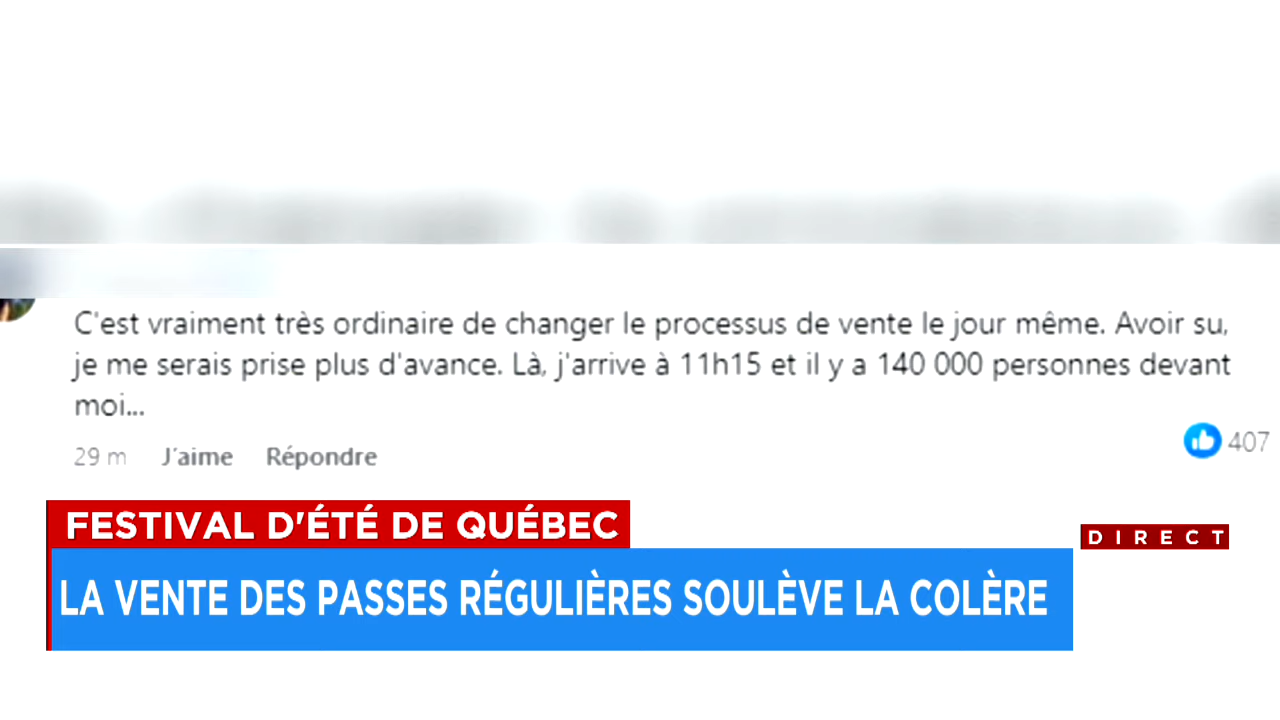 C'est vraiment très ordinaire de changer le processus de vente le jour même. Avoir su,
je me serais prise plus d'avance. Là, j'arrive à 11h15 et il y a 140 000 personnes devant
moi...
29 m J'aime Répondre 407
FESTIVAL D'ÉTÉ DE QUÉBEC
DIRECT
LA VENTE DES PASSES RÉGULIÈRES SOULÈVE LA COLÈRE